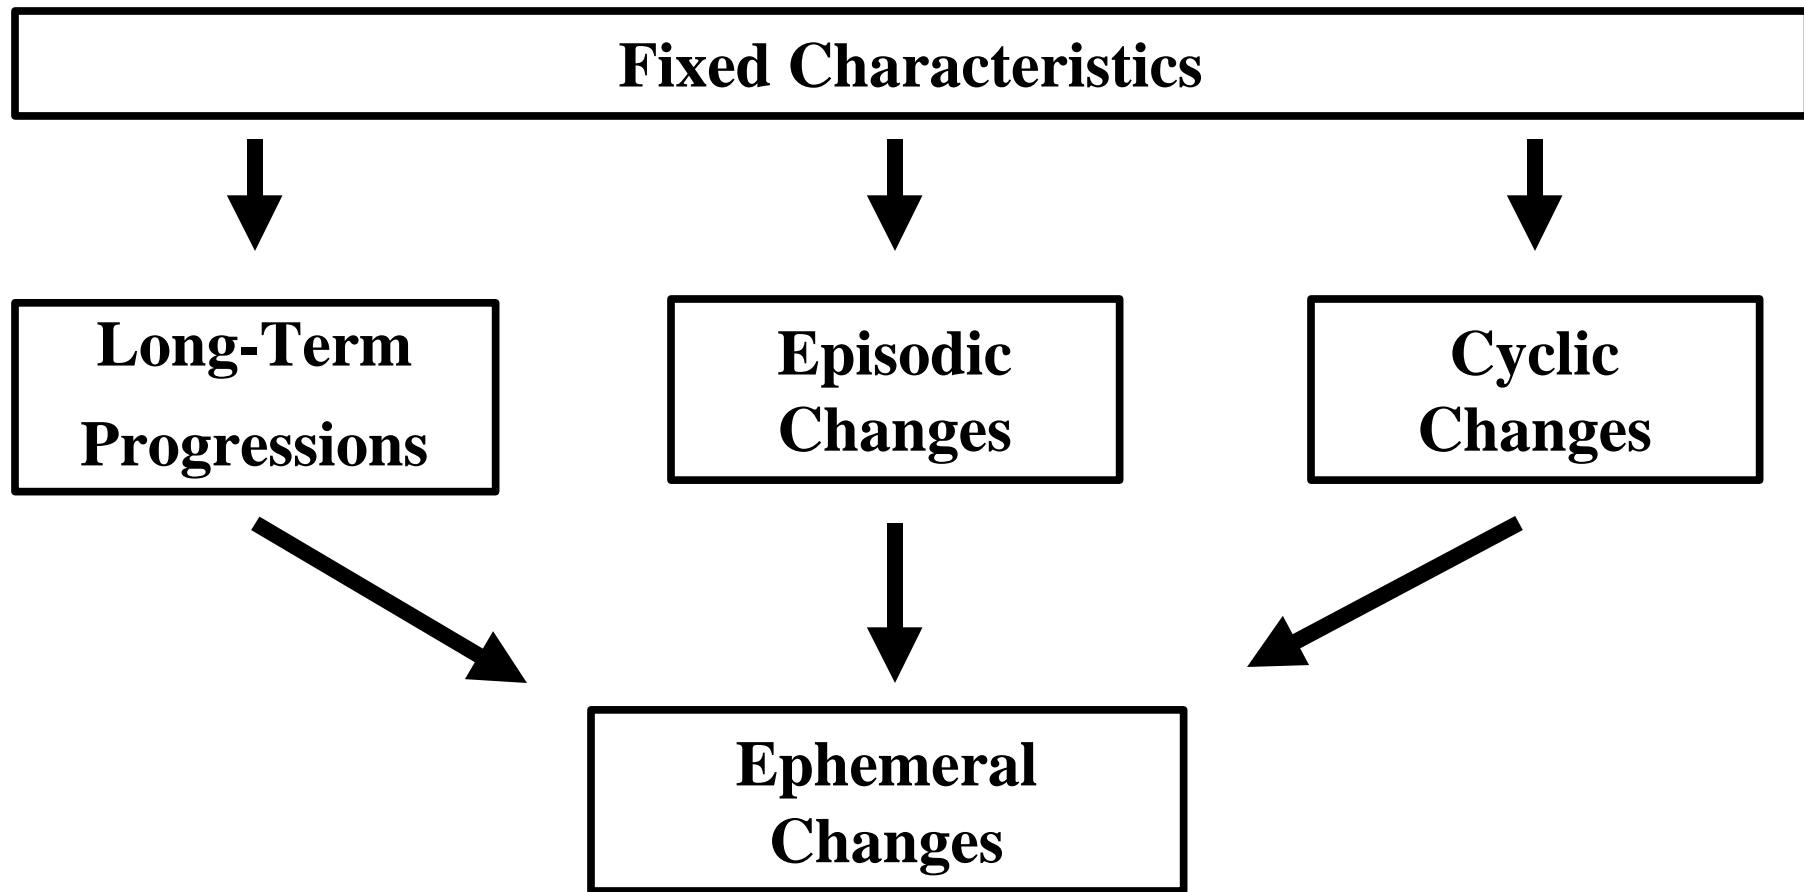 Fixed Characteristics
Long-Term
Progressions
Episodic
Changes
Cyclic
Changes
Ephemeral
Changes